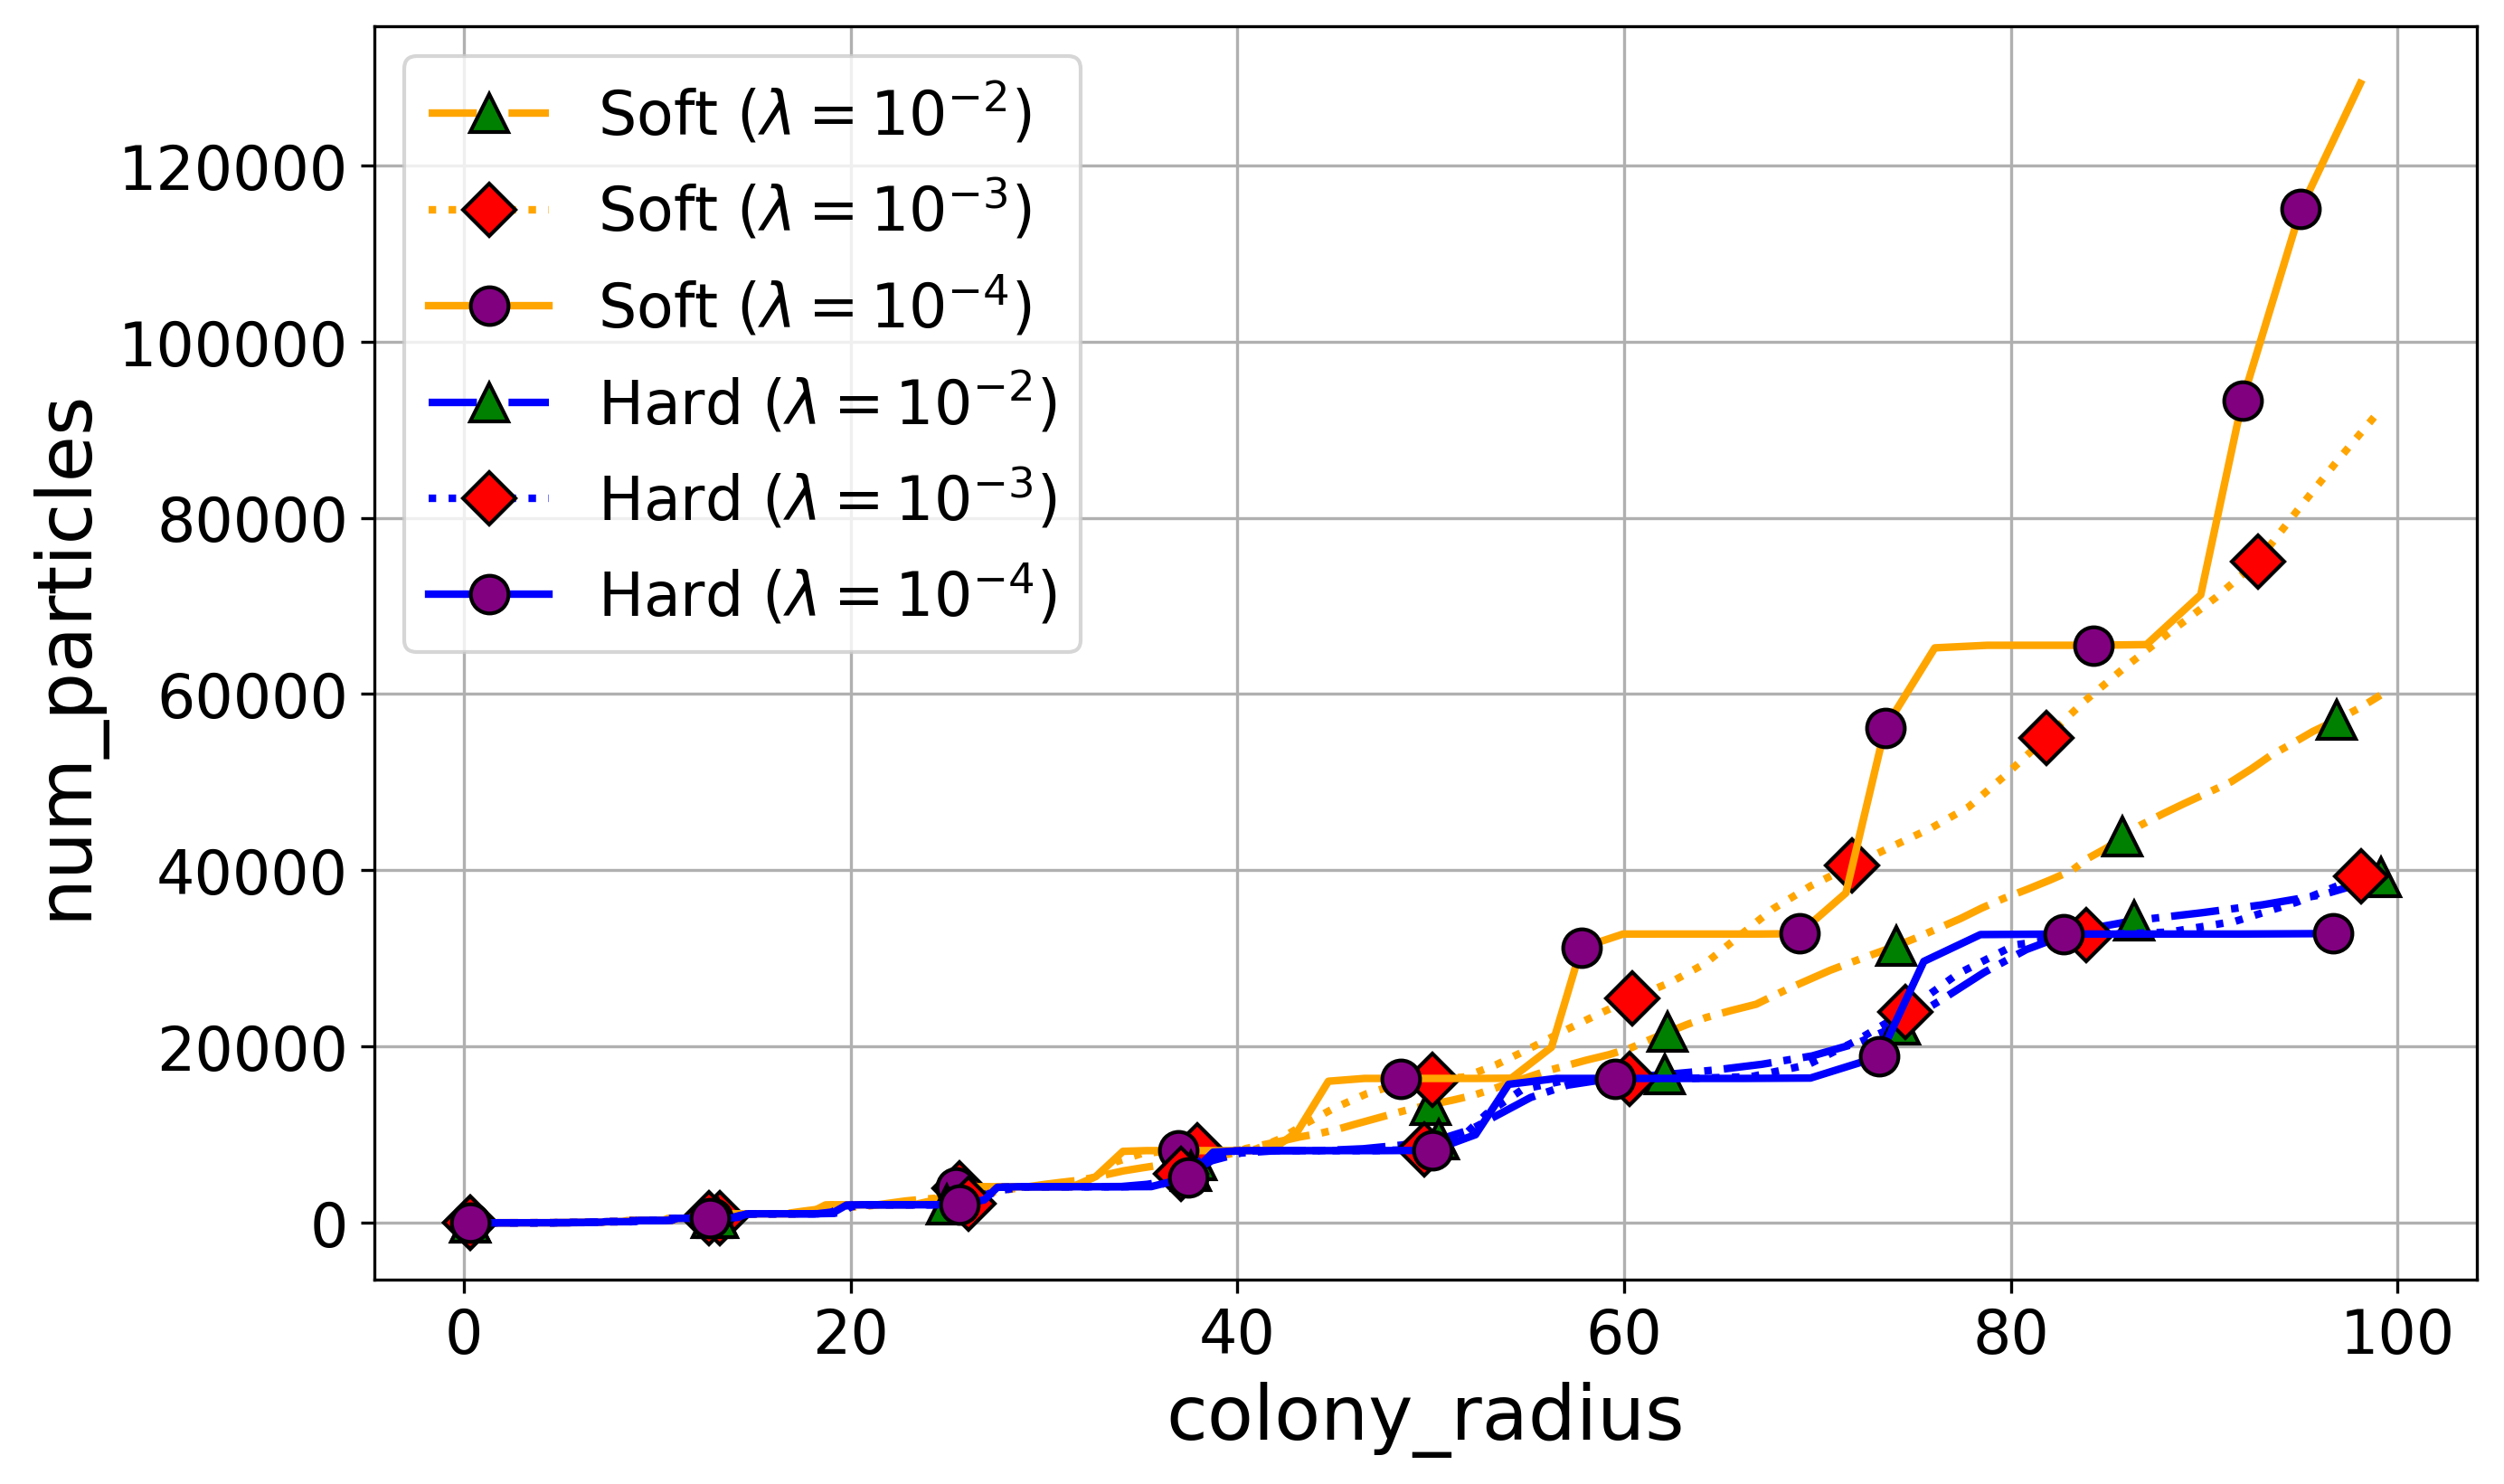 Soft (λ = 10⁻²)
Soft (λ = 10⁻³)
Soft (λ = 10⁻⁴)
Hard (λ = 10⁻²)
Hard (λ = 10⁻³)
Hard (λ = 10⁻⁴)
120000
100000
80000
60000
40000
20000
0
num_particles
0 20 40 60 80 100
colony_radius